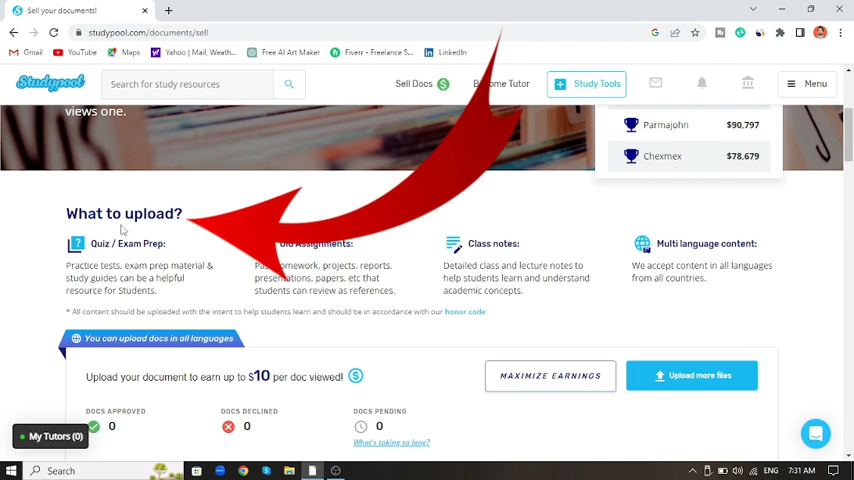 Sell your documents!
studypool.com/documents/sell
Gmail
YouTube
Maps
Yahoo | Mail, Weath...
Free AI Art Maker
Fiverr - Freelance S...
LinkedIn
Studypool
Search for study resources
Sell Docs
me Tutor
Study Tools
Menu
views one.
Parmajohn $90,797
Chexmex $78,679
What to upload?
Quiz / Exam Prep:
Practice tests, exam prep material &
study guides can be a helpful
resource for Students.
Assignments:
homework, projects, reports,
presentations, papers, etc that
students can review as references.
Class notes:
Detailed class and lecture notes to
help students learn and understand
academic concepts.
Multi language content:
We accept content in all languages
from all countries.
* All content should be uploaded with the intent to help students learn and should be in accordance with our honor code
You can upload docs in all languages
Upload your document to earn up to $10 per doc viewed!
MAXIMIZE EARNINGS
Upload more files
DOCS APPROVED
0
DOCS DECLINED
0
DOCS PENDING
0
What's taking so long?
My Tutors (0)
Search
ENG
7:31 AM